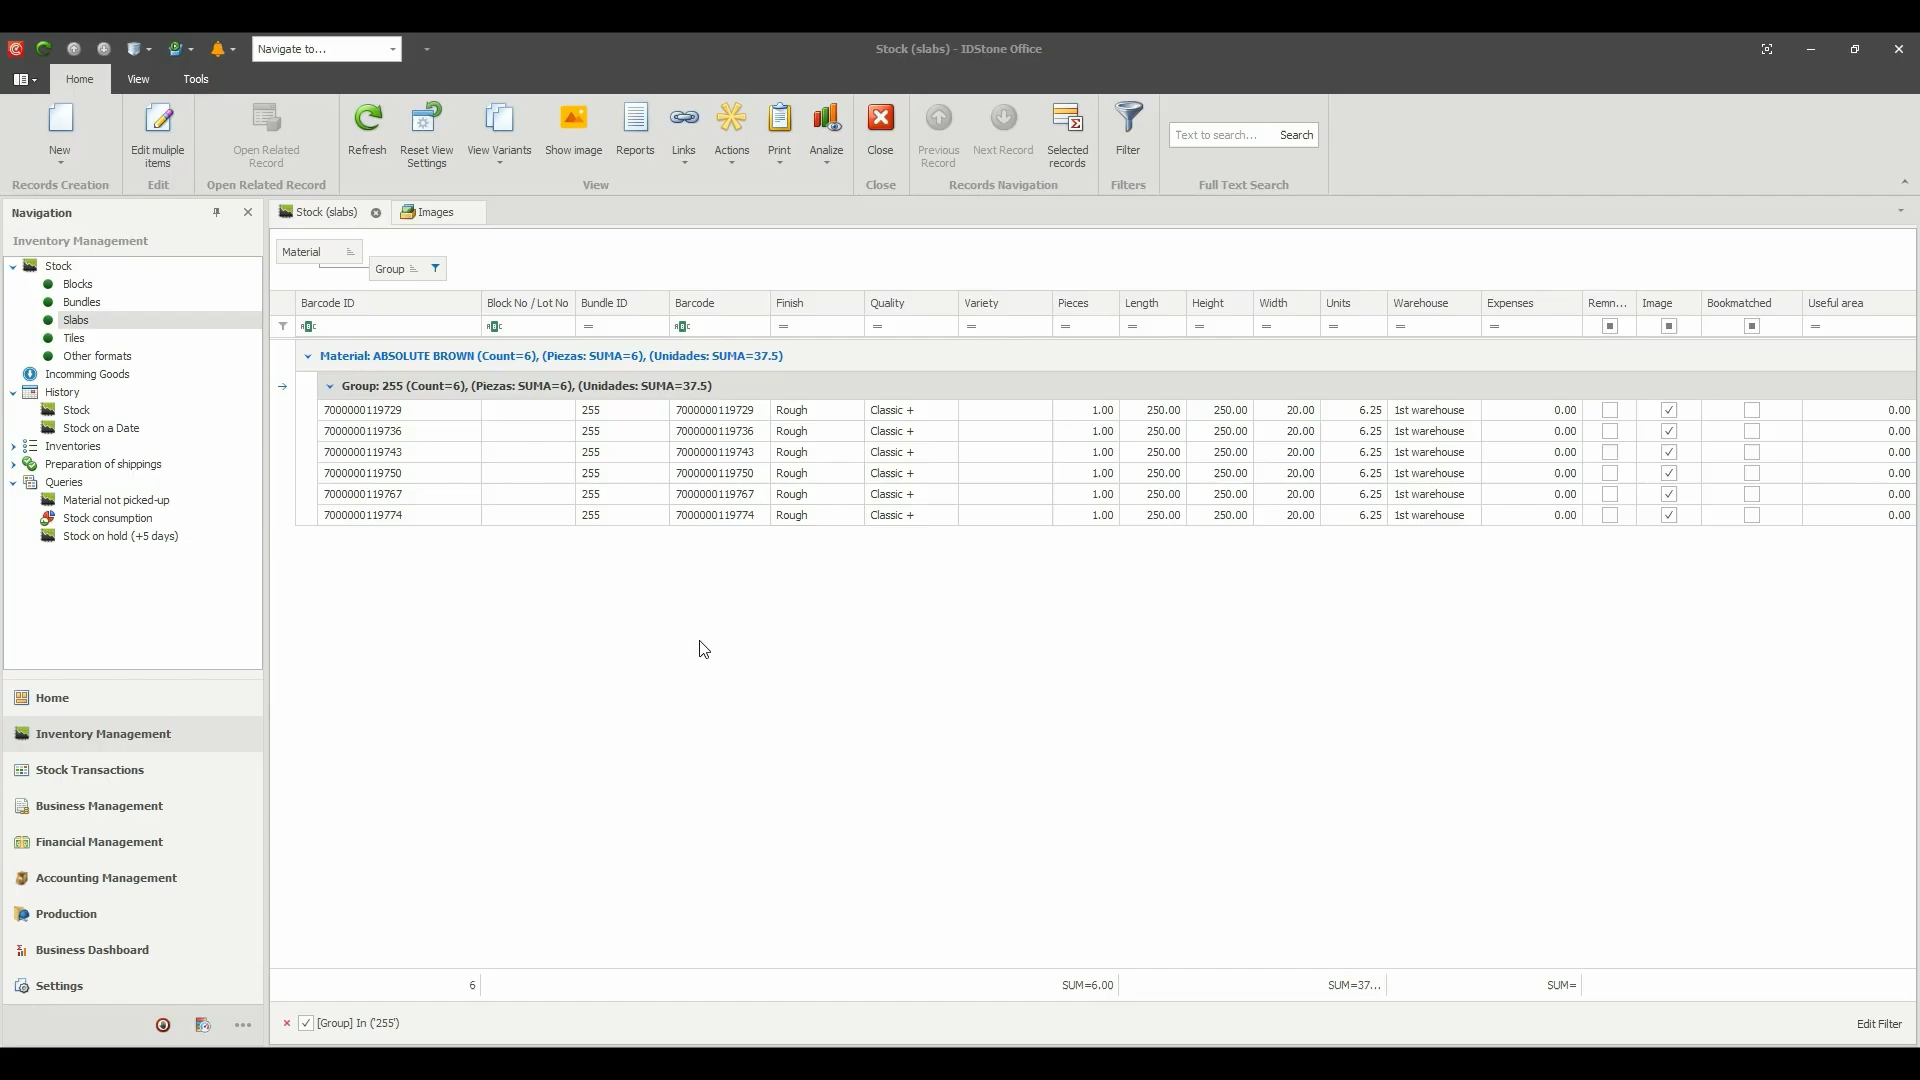 Navigate to...
Stock (slabs) - IDStone Office
Home View Tools
New
Edit muliple items
Open Related Record
Refresh
Reset View Settings
View Variants
Show image
Reports
Links
Actions
Print
Analize
Close
Previous Record
Next Record
Selected records
Filter
Text to search... Search
Records Creation Edit Open Related Record View Close Records Navigation Filters Full Text Search
Navigation
Inventory Management
Stock
Blocks
Bundles
Slabs
Tiles
Other formats
Incomming Goods
History
Stock
Stock on a Date
Inventories
Preparation of shippings
Queries
Material not picked-up
Stock consumption
Stock on hold (+5 days)
Home
Inventory Management
Stock Transactions
Business Management
Financial Management
Accounting Management
Production
Business Dashboard
Settings
Stock (slabs) Images
Material
Group
Barcode ID Block No / Lot No Bundle ID Barcode Finish Quality Variety Pieces Length Height Width Units Warehouse Expenses Remn... Image Bookmatched Useful area
ABC ABC = ABC = = = = = = = = = = =
Material: ABSOLUTE BROWN (Count=6), (Piezas: SUMA=6), (Unidades: SUMA=37.5)
Group: 255 (Count=6), (Piezas: SUMA=6), (Unidades: SUMA=37.5)
7000000119729 255 7000000119729 Rough Classic + 1.00 250.00 250.00 20.00 6.25 1st warehouse 0.00 0.00
7000000119736 255 7000000119736 Rough Classic + 1.00 250.00 250.00 20.00 6.25 1st warehouse 0.00 0.00
7000000119743 255 7000000119743 Rough Classic + 1.00 250.00 250.00 20.00 6.25 1st warehouse 0.00 0.00
7000000119750 255 7000000119750 Rough Classic + 1.00 250.00 250.00 20.00 6.25 1st warehouse 0.00 0.00
7000000119767 255 7000000119767 Rough Classic + 1.00 250.00 250.00 20.00 6.25 1st warehouse 0.00 0.00
7000000119774 255 7000000119774 Rough Classic + 1.00 250.00 250.00 20.00 6.25 1st warehouse 0.00 0.00
6 SUM=6.00 SUM=37... SUM=
[Group] In ('255') Edit Filter